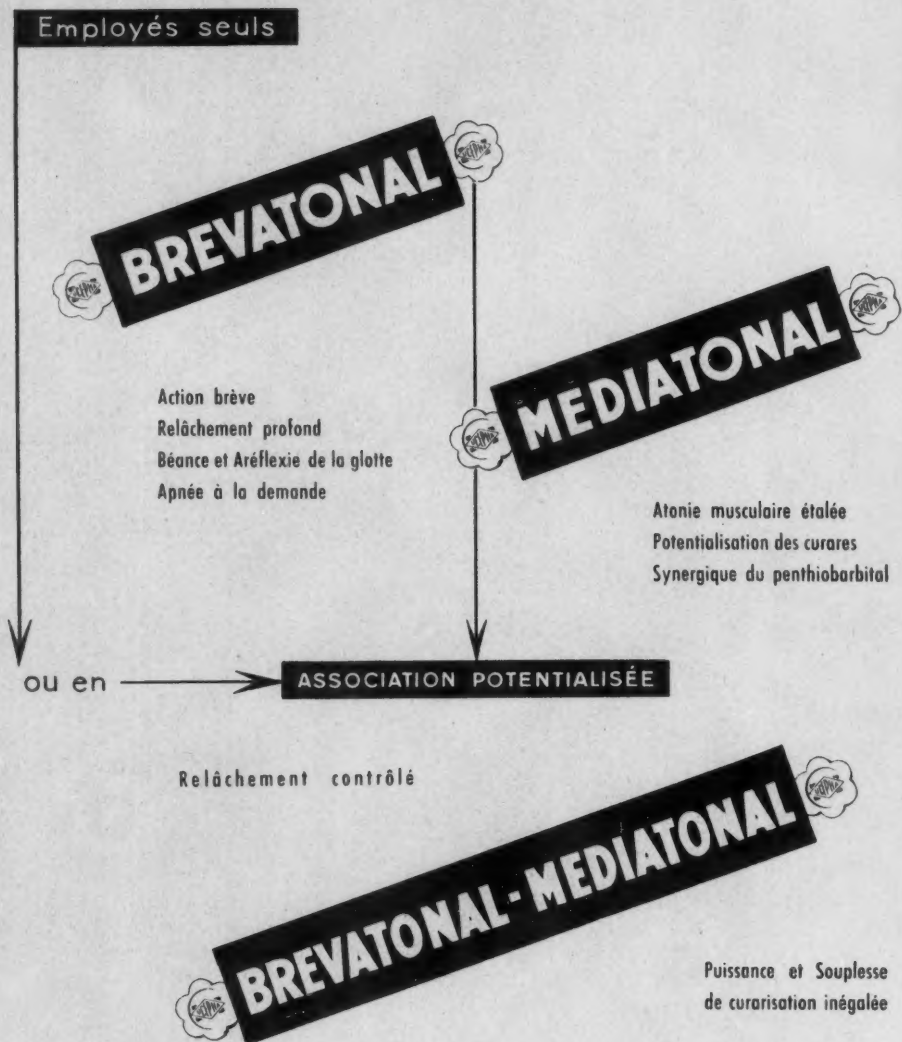 Employés seuls
BREVATONAL
MEDIATONAL
Action brève
Relâchement profond
Béance et Aréflexie de la glotte
Apnée à la demande
Atonie musculaire étalée
Potentialisation des curares
Synergique du penthiobarbital
ou en
ASSOCIATION POTENTIALISÉE
Relâchement contrôlé
BREVATONAL-MEDIATONAL
Puissance et Souplesse
de curarisation inégalée